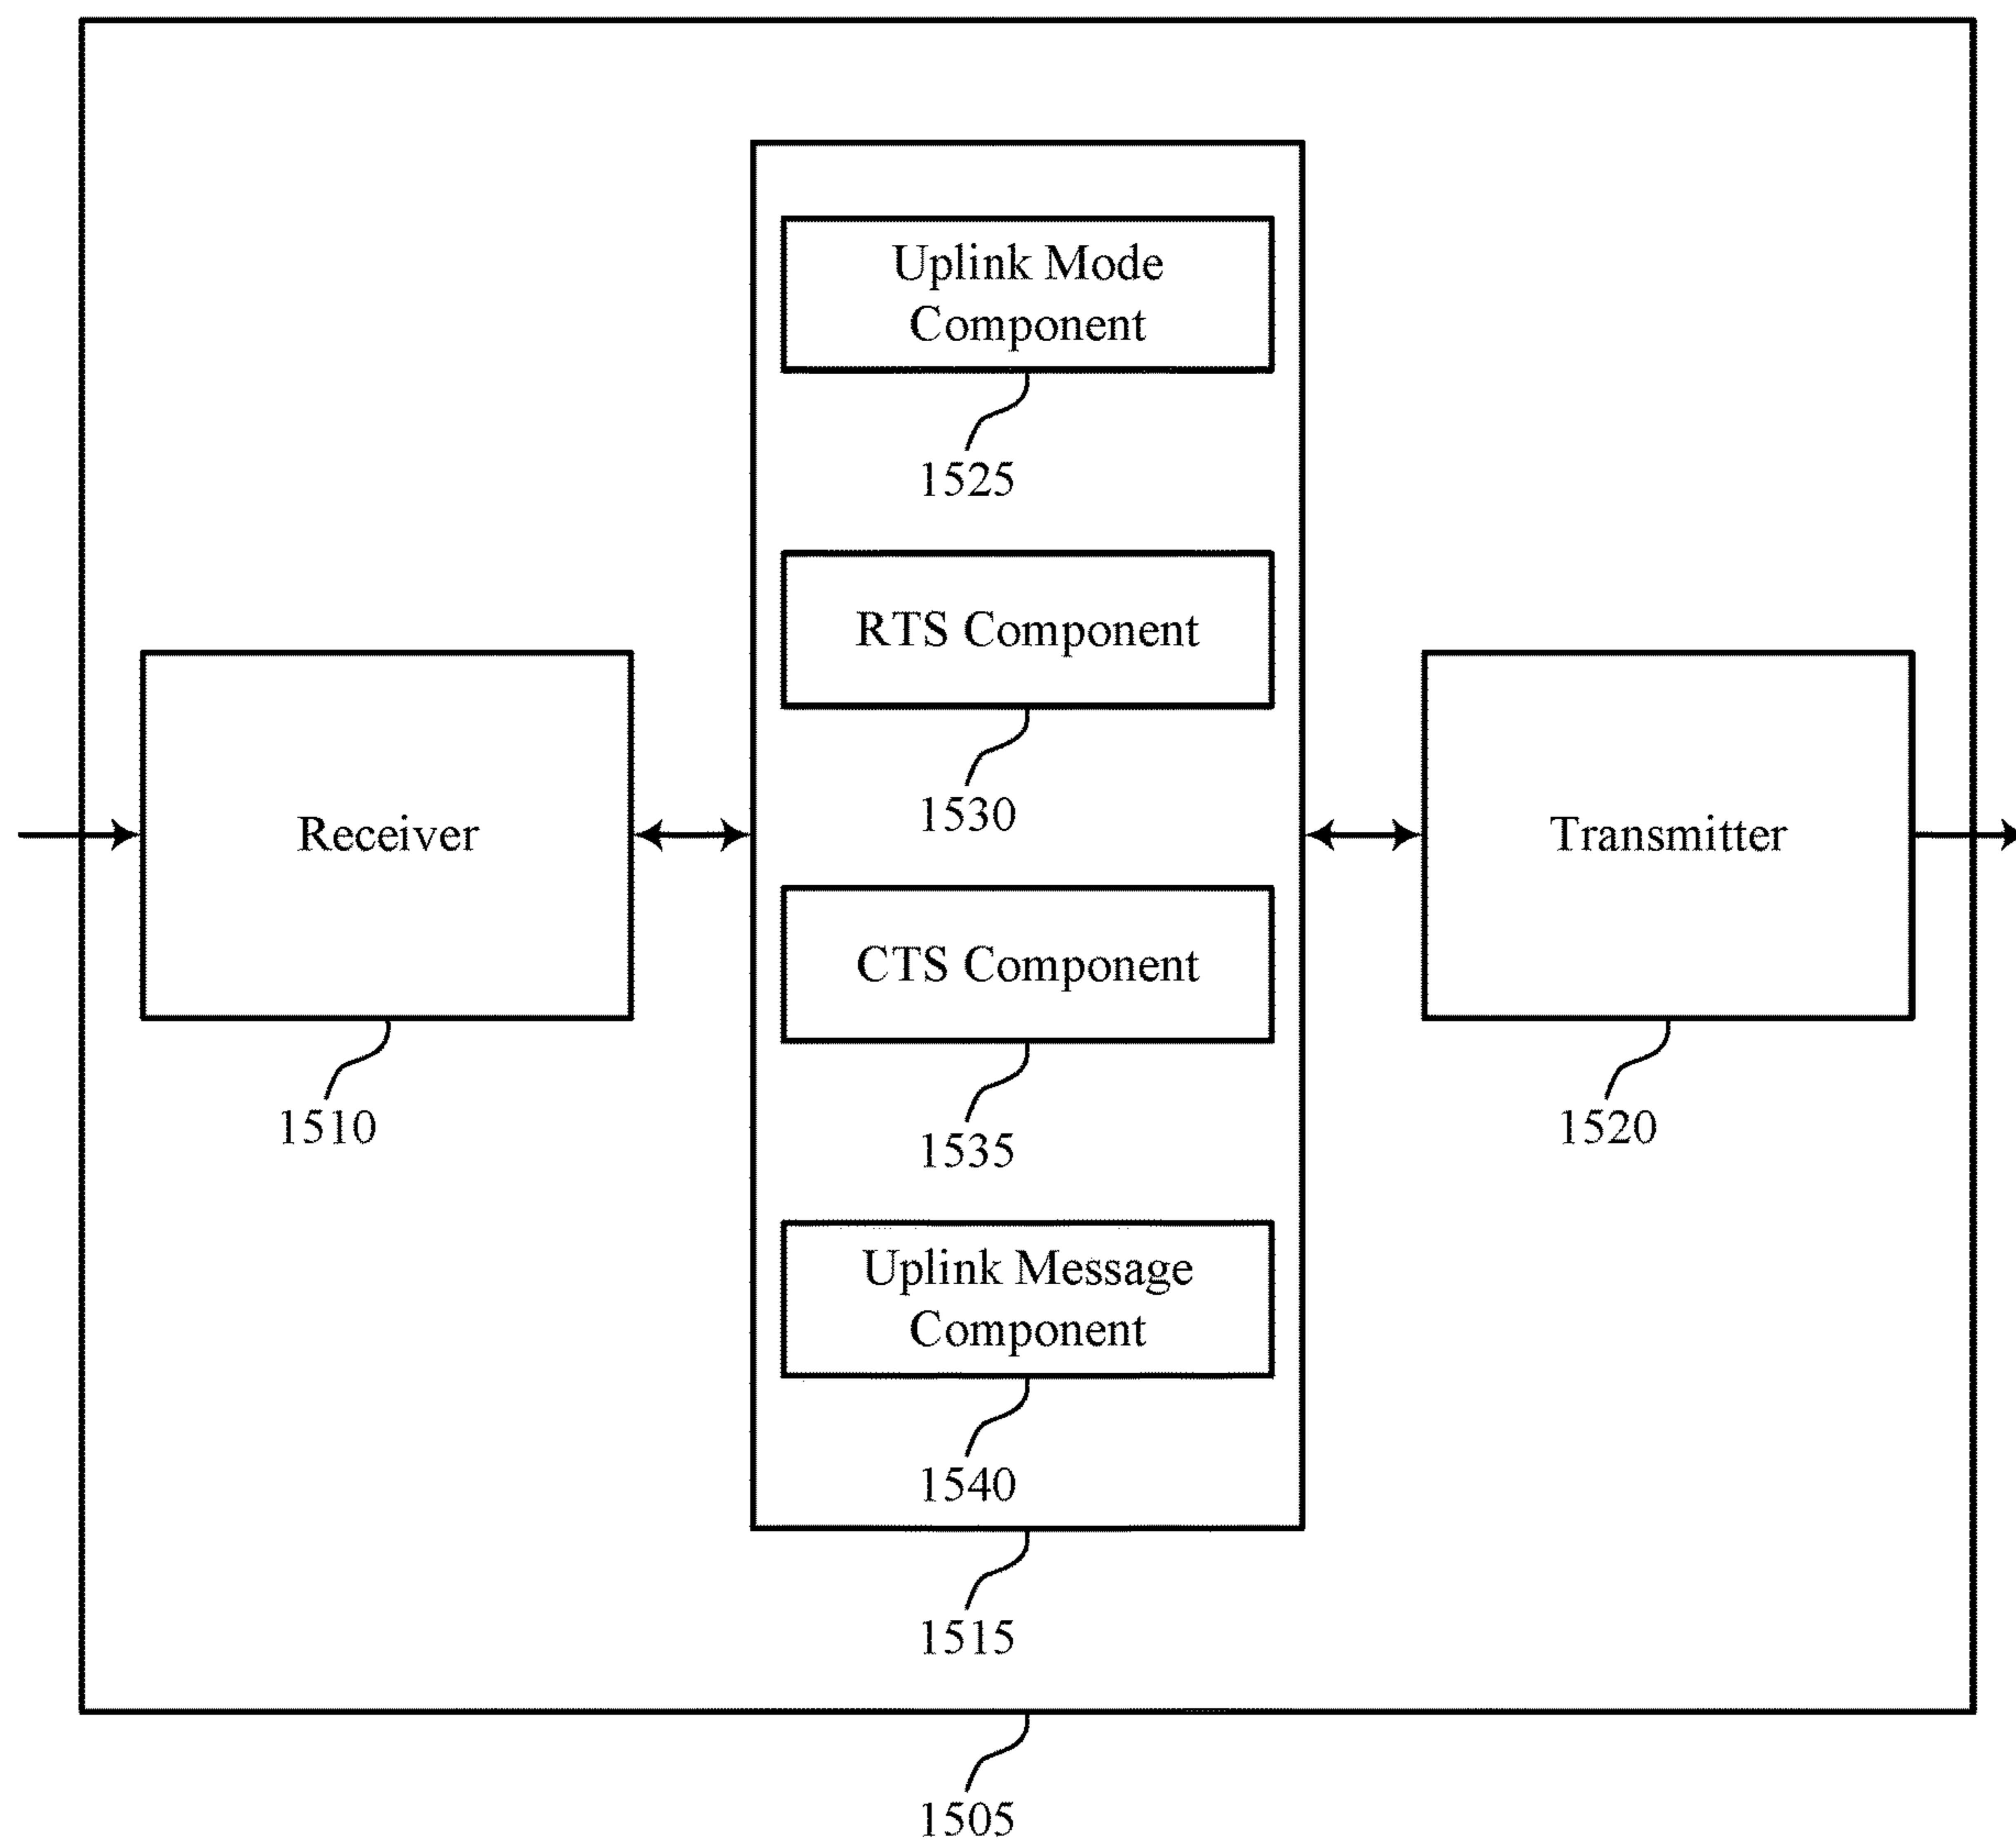 Uplink Mode
Component
1525
RTS Component
1530
Receiver
1510
CTS Component
1535
Transmitter
1520
Uplink Message
Component
1540
1515
1505